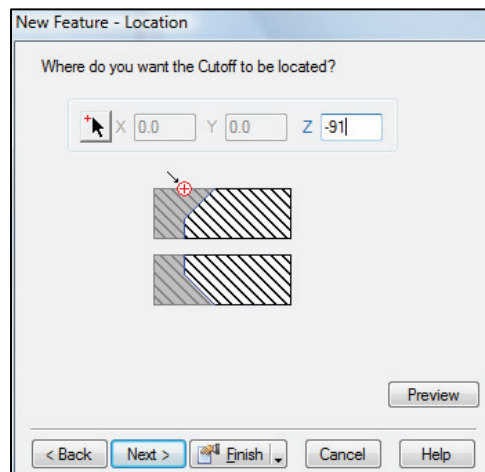 New Feature - Location
Where do you want the Cutoff to be located?
X 0.0 Y 0.0 Z -91
Preview
< Back Next > Finish Cancel Help